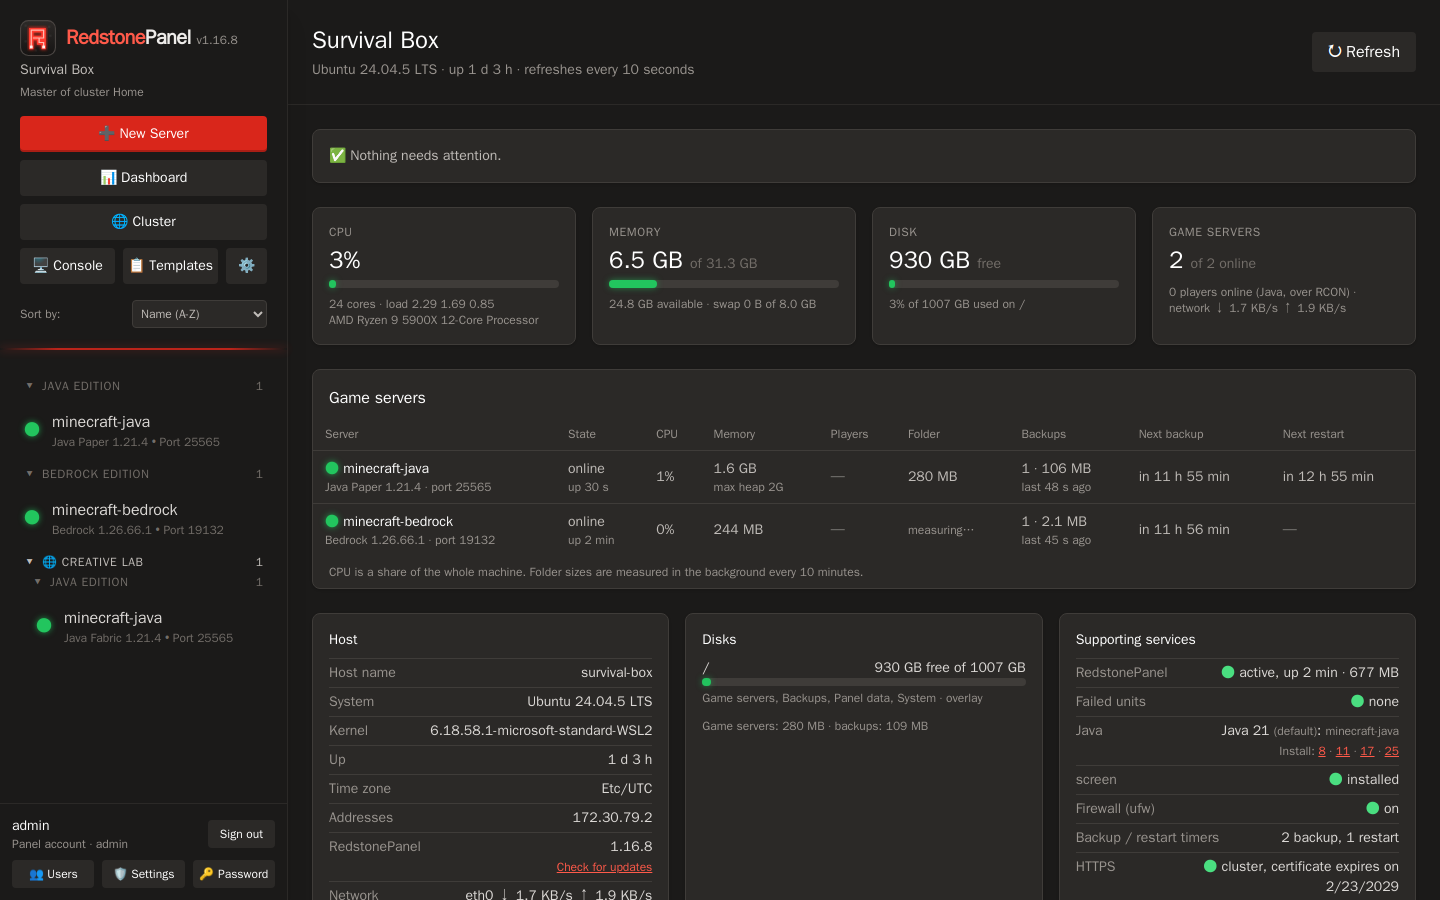 RedstonePanel v1.16.8
Survival Box
Master of cluster Home
➕ New Server
📊 Dashboard
🌐 Cluster
🖥️ Console
📋 Templates
⚙️
Sort by:
Name (A-Z)
▼ JAVA EDITION 1
minecraft-java
Java Paper 1.21.4 • Port 25565
▼ BEDROCK EDITION 1
minecraft-bedrock
Bedrock 1.26.66.1 • Port 19132
▼ 🌐 CREATIVE LAB 1
▼ JAVA EDITION 1
minecraft-java
Java Fabric 1.21.4 • Port 25565
admin
Panel account · admin
Sign out
👥 Users
🛡️ Settings
🔑 Password
Survival Box
Ubuntu 24.04.5 LTS · up 1 d 3 h · refreshes every 10 seconds
↻ Refresh
✅ Nothing needs attention.
CPU
3%
24 cores · load 2.29 1.69 0.85
AMD Ryzen 9 5900X 12-Core Processor
MEMORY
6.5 GB of 31.3 GB
24.8 GB available · swap 0 B of 8.0 GB
DISK
930 GB free
3% of 1007 GB used on /
GAME SERVERS
2 of 2 online
0 players online (Java, over RCON) ·
network ↓ 1.7 KB/s ↑ 1.9 KB/s
Game servers
Server State CPU Memory Players Folder Backups Next backup Next restart
minecraft-java online 1% 1.6 GB — 280 MB 1 · 106 MB in 11 h 55 min in 12 h 55 min
Java Paper 1.21.4 · port 25565 up 30 s max heap 2G last 48 s ago
minecraft-bedrock online 0% 244 MB — measuring… 1 · 2.1 MB in 11 h 56 min —
Bedrock 1.26.66.1 · port 19132 up 2 min last 45 s ago
CPU is a share of the whole machine. Folder sizes are measured in the background every 10 minutes.
Host
Host name survival-box
System Ubuntu 24.04.5 LTS
Kernel 6.18.58.1-microsoft-standard-WSL2
Up 1 d 3 h
Time zone Etc/UTC
Addresses 172.30.79.2
RedstonePanel 1.16.8
Check for updates
Network eth0 ↓ 1.7 KB/s ↑ 1.9 KB/s
Disks
/ 930 GB free of 1007 GB
Game servers, Backups, Panel data, System · overlay
Game servers: 280 MB · backups: 109 MB
Supporting services
RedstonePanel active, up 2 min · 677 MB
Failed units none
Java Java 21 (default): minecraft-java
Install: 8 · 11 · 17 · 25
screen installed
Firewall (ufw) on
Backup / restart timers 2 backup, 1 restart
HTTPS cluster, certificate expires on
2/23/2029